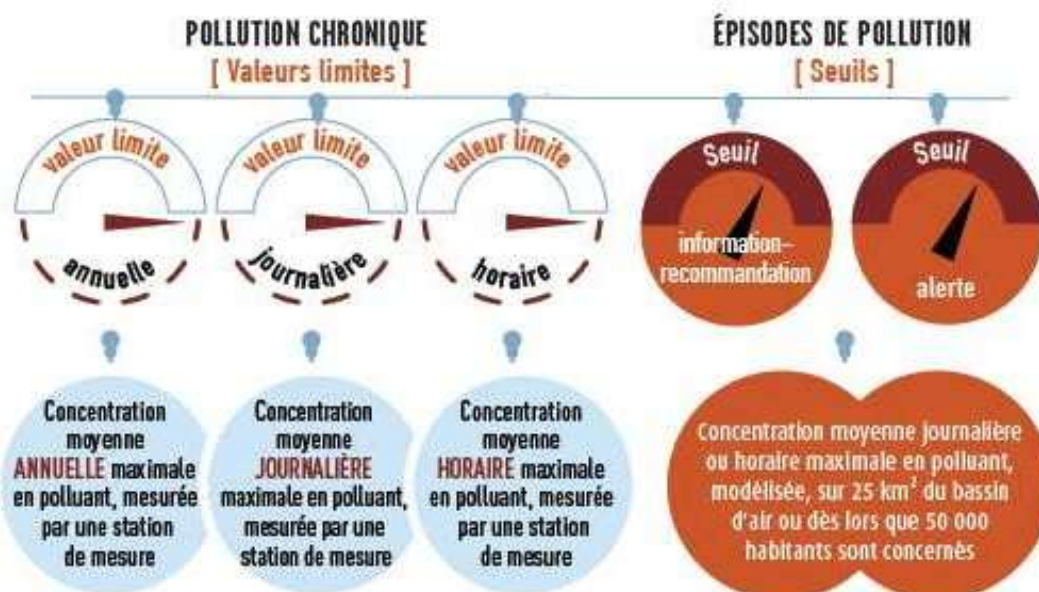 POLLUTION CHRONIQUE
[ Valeurs limites ]
ÉPISODES DE POLLUTION
[ Seuils ]
valeur limite
annuelle
valeur limite
journalière
valeur limite
horaire
Seuil
information–
recommandation
Seuil
alerte
Concentration
moyenne
ANNUELLE maximale
en polluant, mesurée
par une station
de mesure
Concentration
moyenne
JOURNALIÈRE
maximale en polluant,
mesurée par une
station de mesure
Concentration
moyenne
HORAIRE maximale
en polluant, mesurée
par une station
de mesure
Concentration moyenne journalière
ou horaire maximale en polluant,
modélisée, sur 25 km² du bassin
d'air ou dès lors que 50 000
habitants sont concernés